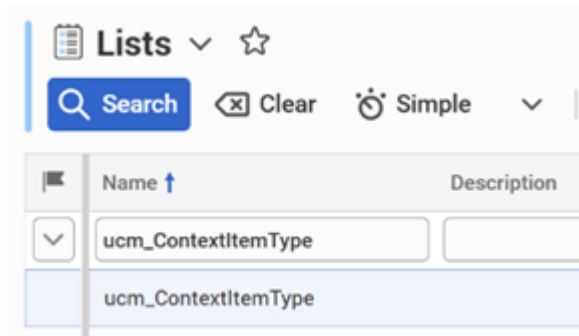 Lists
Search Clear Simple
Name Description
ucm_ContextItemType
ucm_ContextItemType